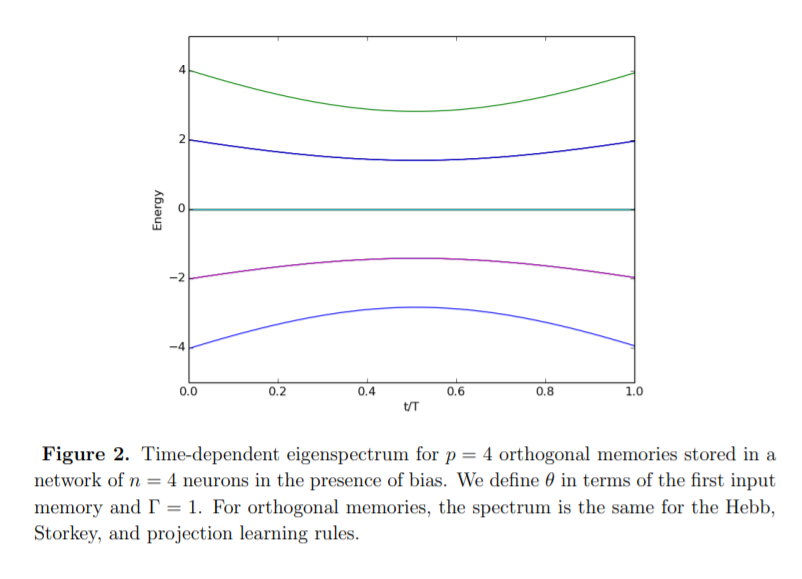 4
2
0
−2
−4
Energy
0.0 0.2 0.4 0.6 0.8 1.0
t/T
Figure 2. Time-dependent eigenspectrum for p = 4 orthogonal memories stored in a
network of n = 4 neurons in the presence of bias. We define θ in terms of the first input
memory and Γ = 1. For orthogonal memories, the spectrum is the same for the Hebb,
Storkey, and projection learning rules.